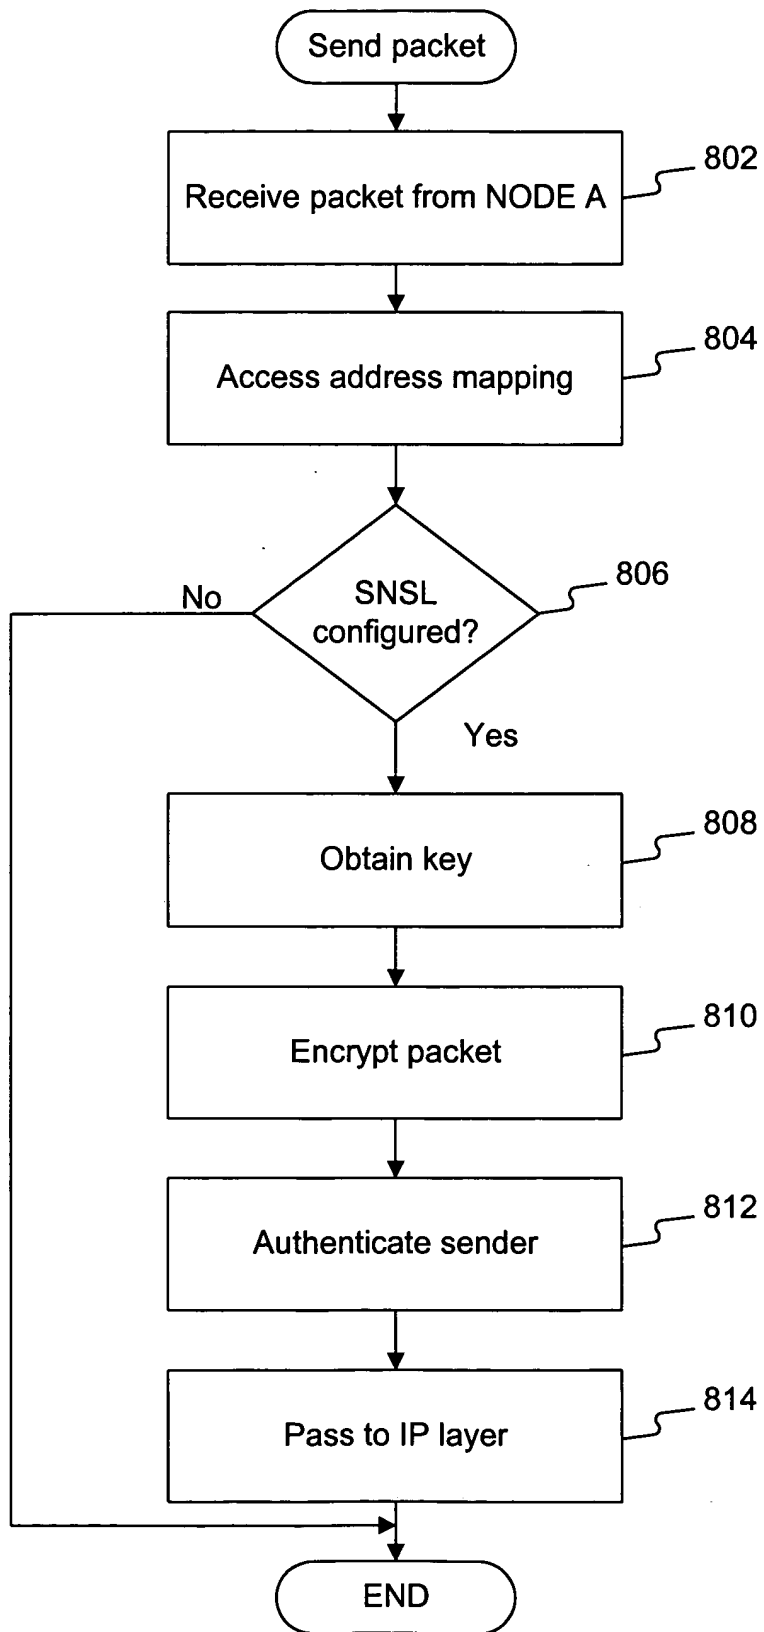 Send packet
802
Receive packet from NODE A
804
Access address mapping
806
No
SNSL
configured?
Yes
808
Obtain key
810
Encrypt packet
812
Authenticate sender
814
Pass to IP layer
END